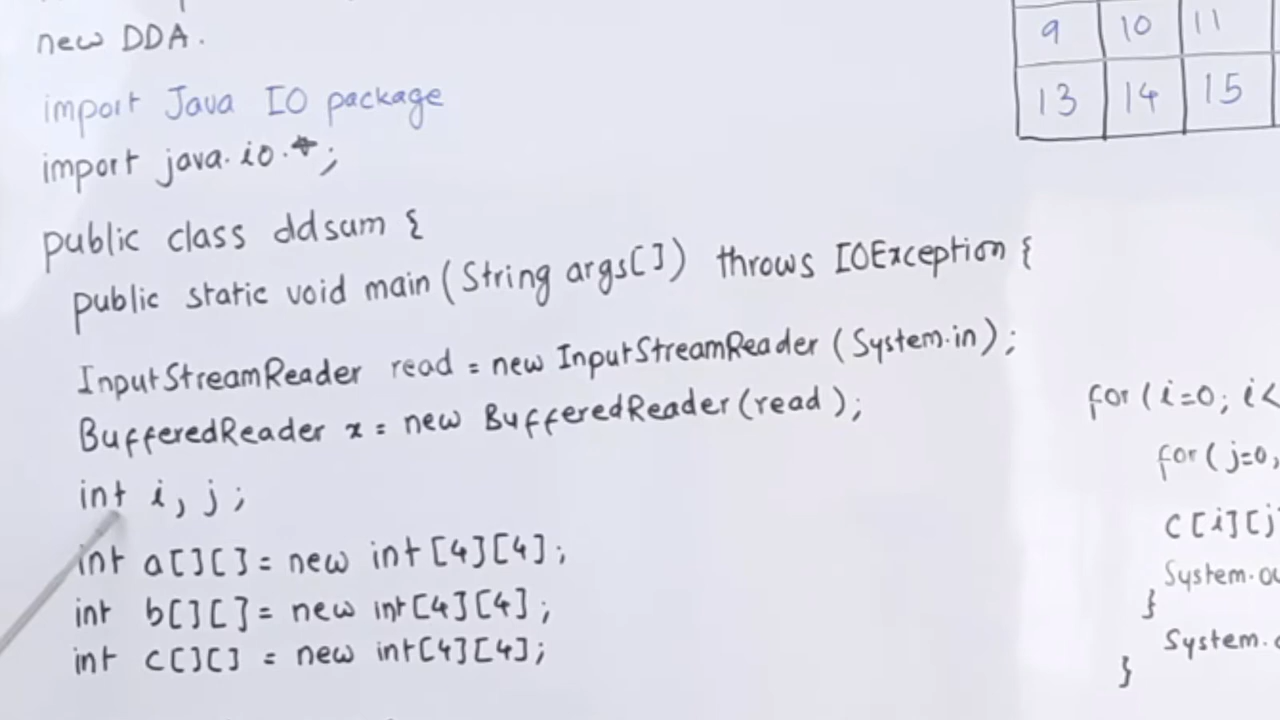 new DDA.
import Java IO package
import java.io.*;
public class ddsum {
public static void main(String args[]) throws IOException {
InputStreamReader read = new InputStreamReader(System.in);
BufferedReader x = new BufferedReader(read);
int i, j;
int a[][] = new int[4][4];
int b[][] = new int[4][4];
int c[][] = new int[4][4];
9 10 11
13 14 15
for(i=0; i<
for(j=0,
C[i][j
System.ou
}
System.
}